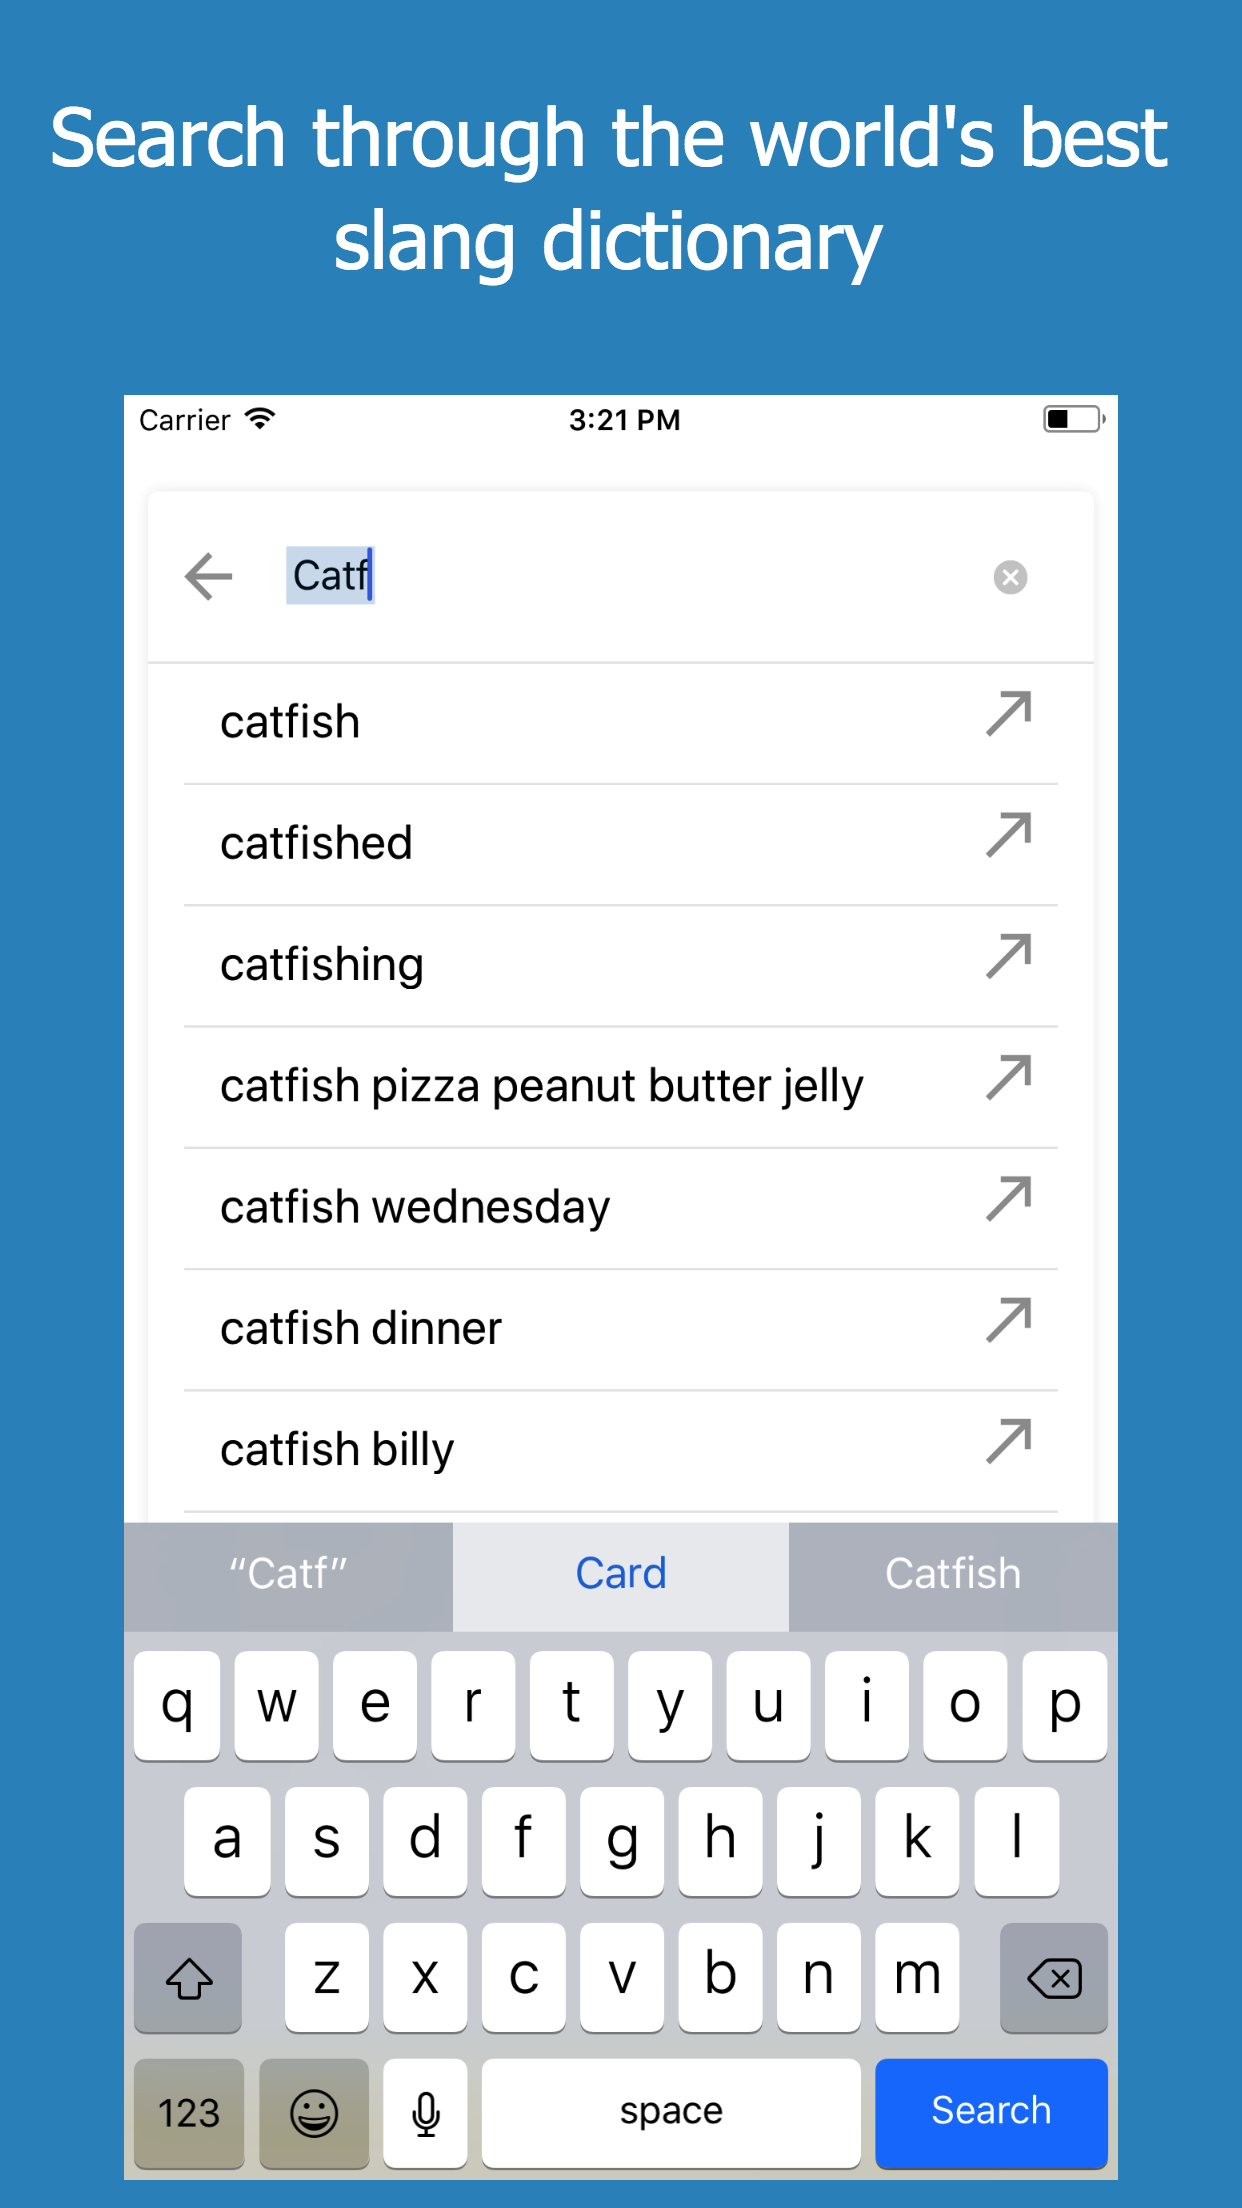 Search through the world's best
slang dictionary
Carrier 3:21 PM
Catf
catfish
catfished
catfishing
catfish pizza peanut butter jelly
catfish wednesday
catfish dinner
catfish billy
“Catf” Card Catfish
q w e r t y u i o p
a s d f g h j k l
z x c v b n m
123 space Search